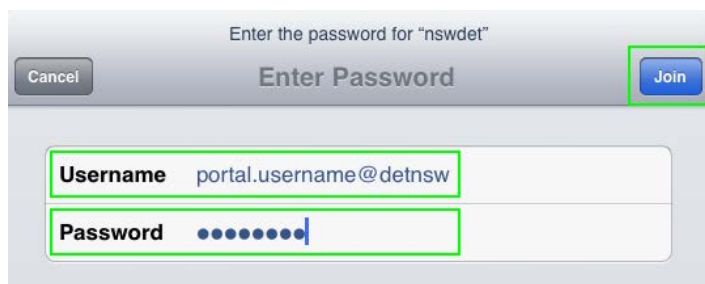 Enter the password for “nswdet”
Cancel Enter Password Join
Username portal.username@detnsw
Password ●●●●●●●●